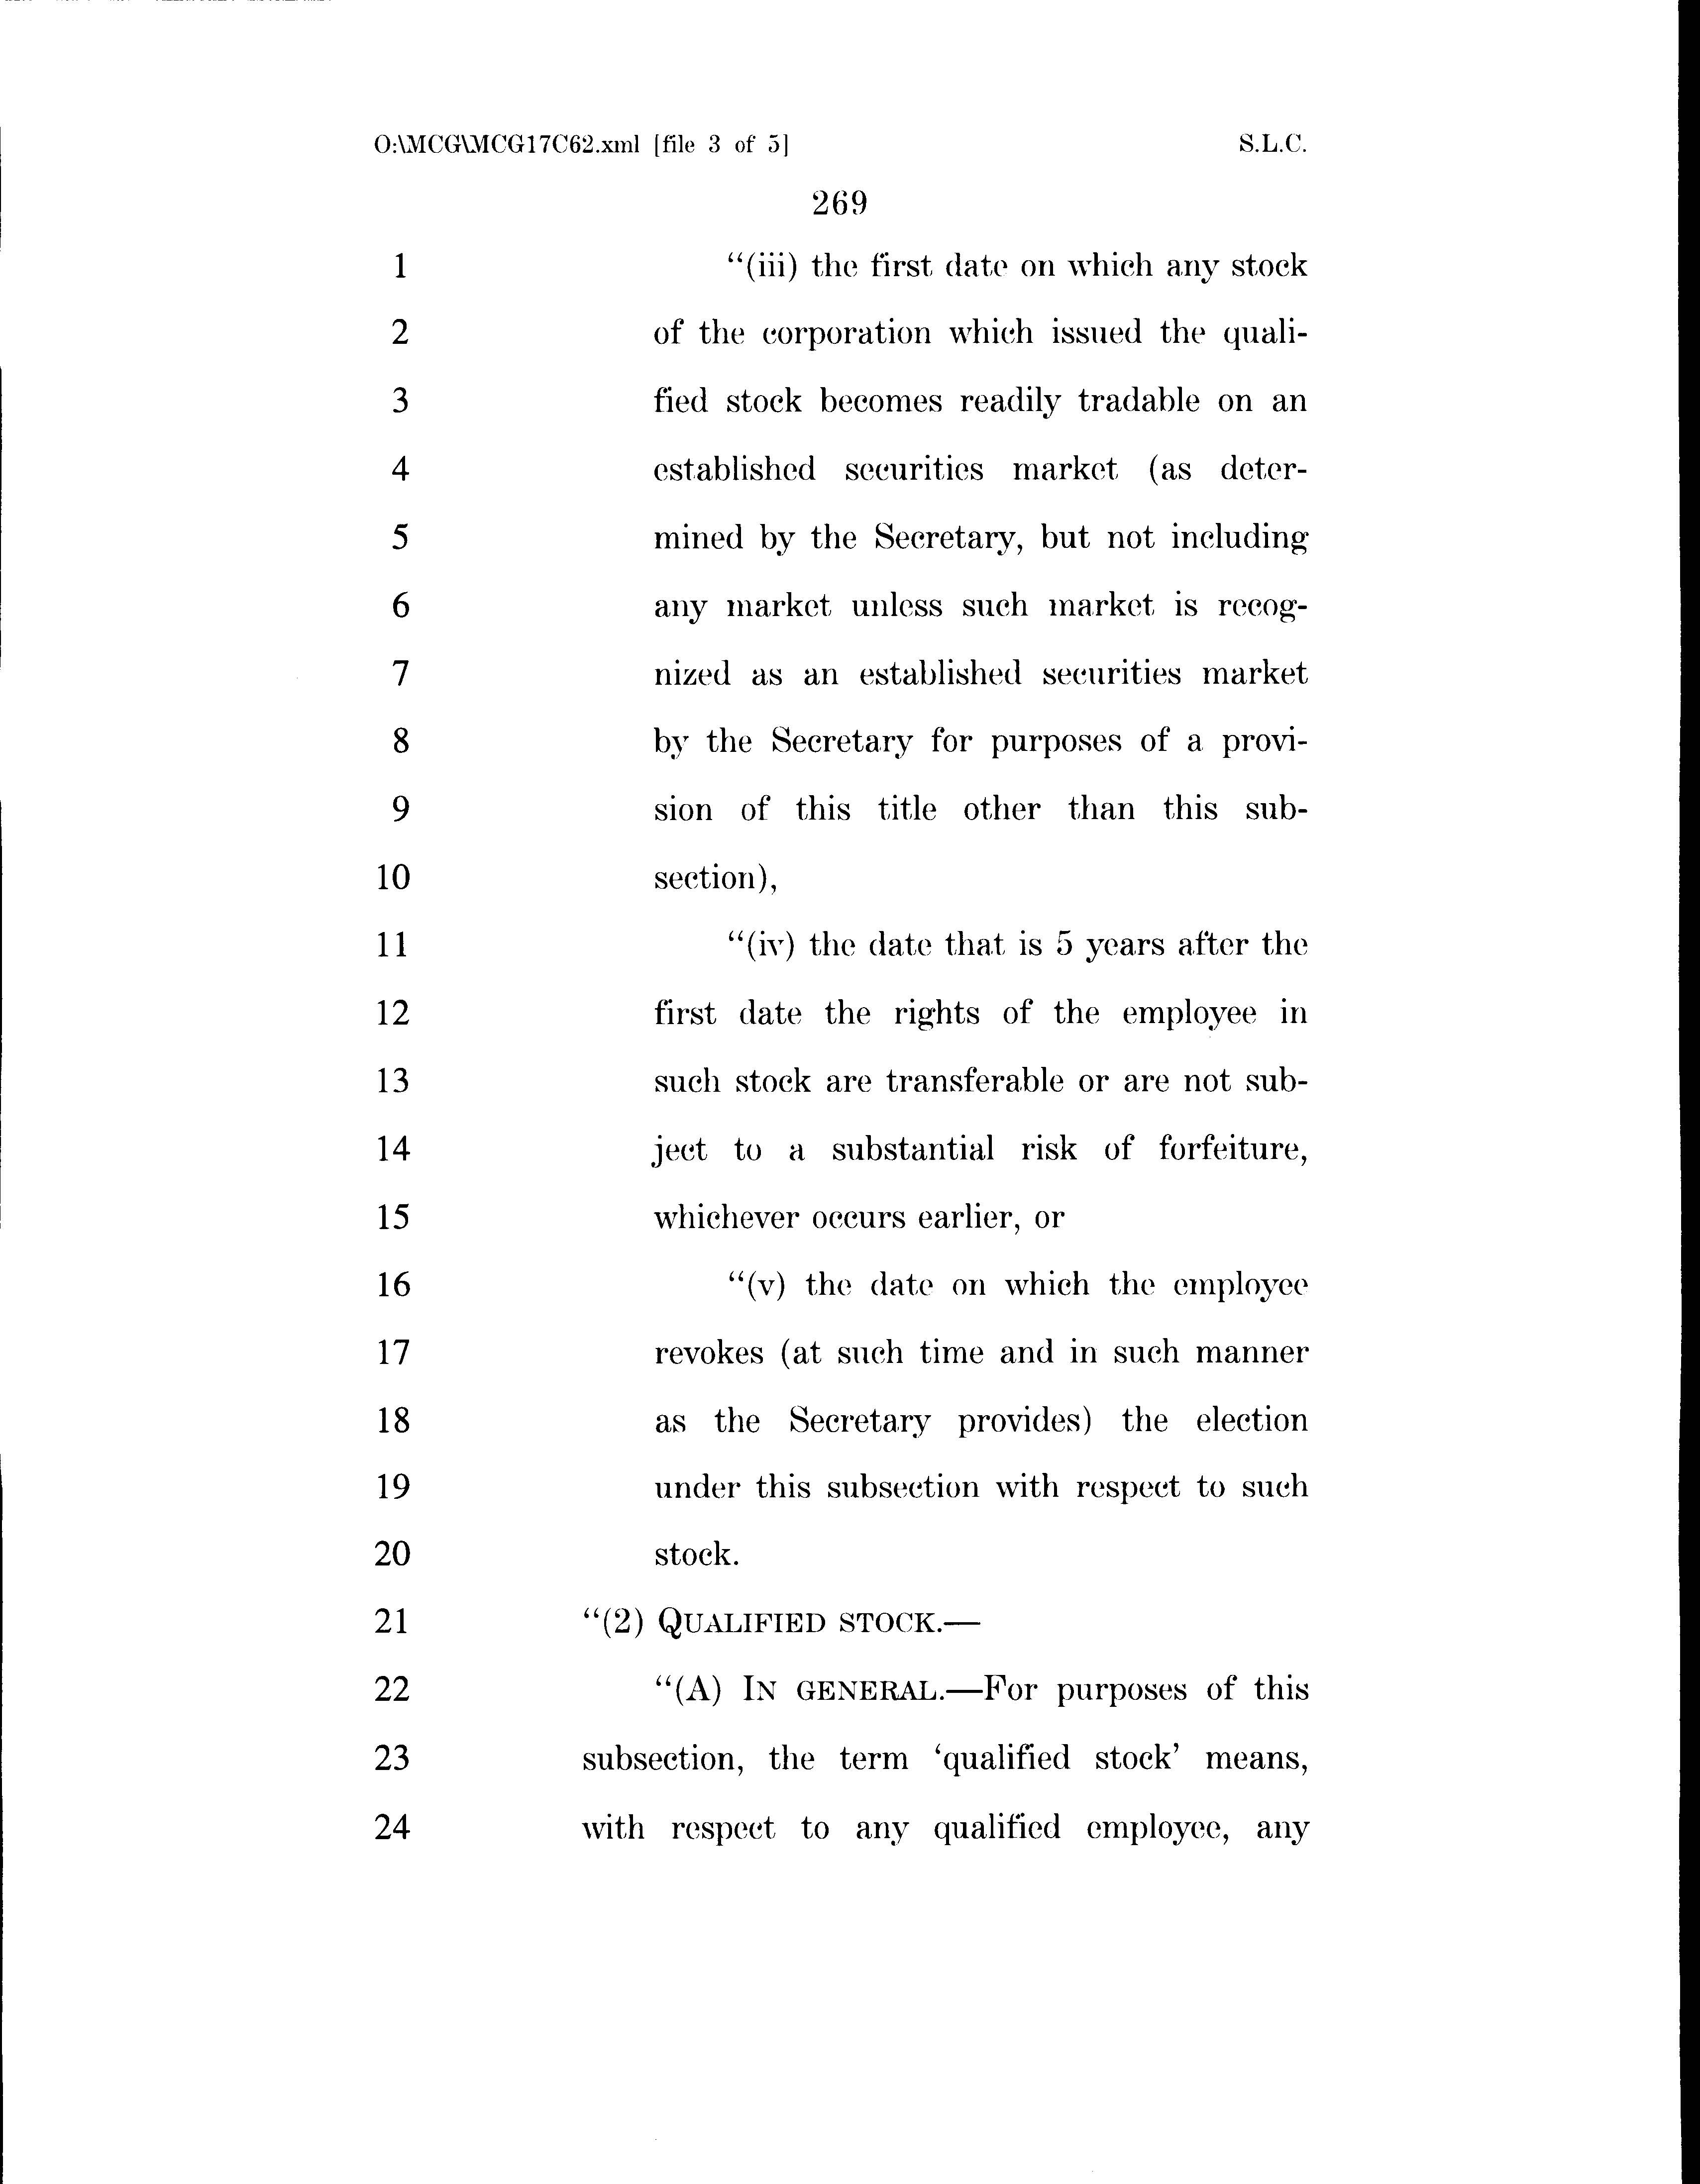 O:\MCG\MCG17C62.xml [file 3 of 5] S.L.C.
269
1 “(iii) the first date on which any stock
2 of the corporation which issued the quali-
3 fied stock becomes readily tradable on an
4 established securities market (as deter-
5 mined by the Secretary, but not including
6 any market unless such market is recog-
7 nized as an established securities market
8 by the Secretary for purposes of a provi-
9 sion of this title other than this sub-
10 section),
11 “(iv) the date that is 5 years after the
12 first date the rights of the employee in
13 such stock are transferable or are not sub-
14 ject to a substantial risk of forfeiture,
15 whichever occurs earlier, or
16 “(v) the date on which the employee
17 revokes (at such time and in such manner
18 as the Secretary provides) the election
19 under this subsection with respect to such
20 stock.
21 “(2) QUALIFIED STOCK.—
22 “(A) IN GENERAL.—For purposes of this
23 subsection, the term ‘qualified stock’ means,
24 with respect to any qualified employee, any